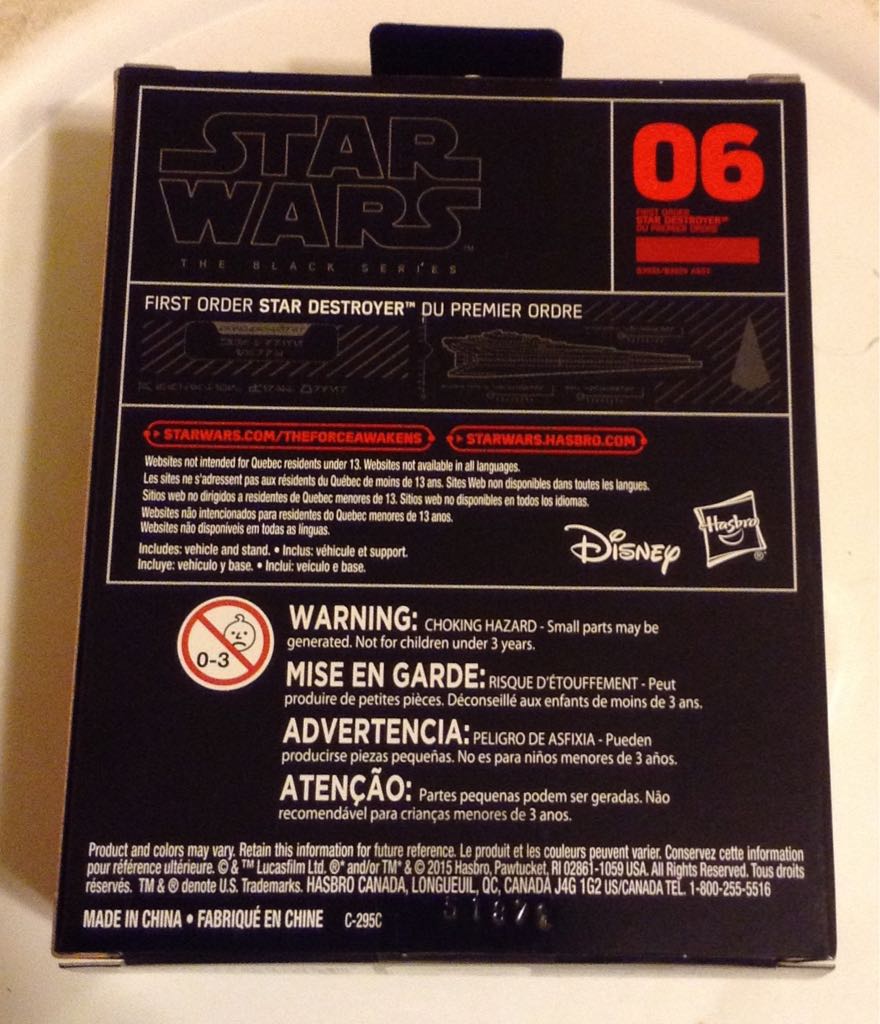 STAR
WARS™
THE BLACK SERIES
06
FIRST ORDER
STAR DESTROYER™
DU PREMIER ORDRE
FIRST ORDER STAR DESTROYER™ DU PREMIER ORDRE
STARWARS.COM/THEFORCEAWAKENS
STARWARS.HASBRO.COM
Websites not intended for Quebec residents under 13. Websites not available in all languages.
Les sites ne s'adressent pas aux résidents du Québec de moins de 13 ans. Sites Web non disponibles dans toutes les langues.
Sitios web no dirigidos a residentes de Quebec menores de 13. Sitios web no disponibles en todos los idiomas.
Websites não intencionados para residentes do Quebec menores de 13 anos.
Websites não disponíveis em todas as línguas.
Includes: vehicle and stand. • Inclus: véhicule et support.
Incluye: vehículo y base. • Inclui: veículo e base.
Disney
Hasbro®
0-3
WARNING: CHOKING HAZARD - Small parts may be
generated. Not for children under 3 years.
MISE EN GARDE: RISQUE D'ÉTOUFFEMENT - Peut
produire de petites pièces. Déconseillé aux enfants de moins de 3 ans.
ADVERTENCIA: PELIGRO DE ASFIXIA - Pueden
producirse piezas pequeñas. No es para niños menores de 3 años.
ATENÇÃO: Partes pequenas podem ser geradas. Não
recomendável para crianças menores de 3 anos.
Product and colors may vary. Retain this information for future reference. Le produit et les couleurs peuvent varier. Conservez cette information
pour référence ultérieure. © & ™ Lucasfilm Ltd. ®* and/or TM* & © 2015 Hasbro, Pawtucket, RI 02861-1059 USA. All Rights Reserved. Tous droits
réservés. TM & ® denote U.S. Trademarks. HASBRO CANADA, LONGUEUIL, QC, CANADA J4G 1G2 US/CANADA TEL. 1-800-255-5516
MADE IN CHINA • FABRIQUÉ EN CHINE C-295C